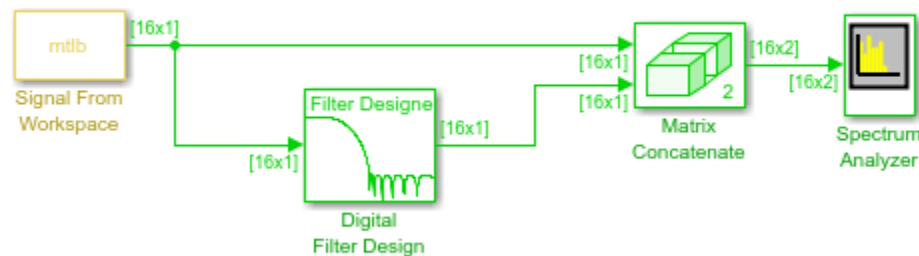 mtlb
[16x1]
Signal From
Workspace
[16x1]
Filter Designe
[16x1]
Digital
Filter Design
[16x1]
[16x1]
2
[16x2]
Matrix
Concatenate
[16x2]
Spectrum
Analyzer